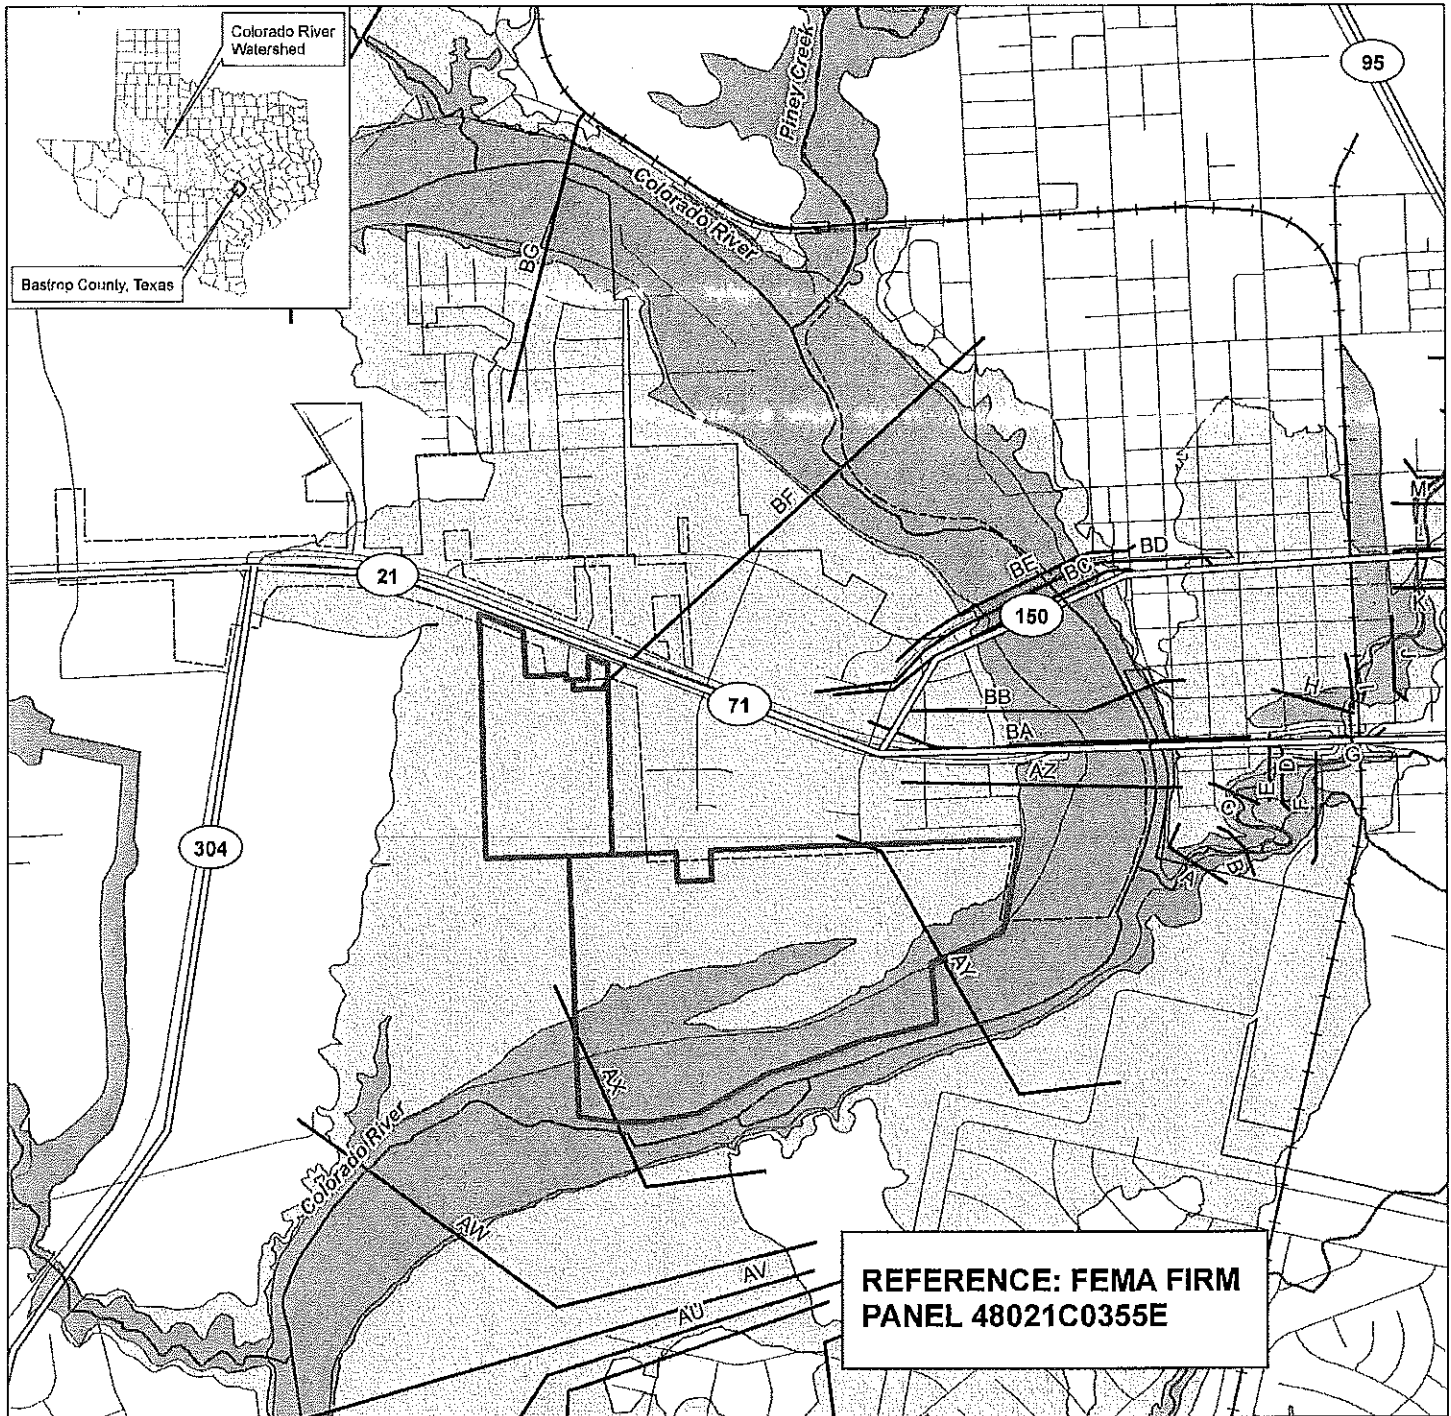 Colorado River
Watershed
Bastrop County, Texas
Piney Creek
95
Colorado River
BG
BF
M
L
K
BD
BE
BC
21
150
71
BB
BA
AZ
H
I
G
E
D
F
C
B
A
304
AY
AX
Colorado River
AW
AV
AU
REFERENCE: FEMA FIRM
PANEL 48021C0355E